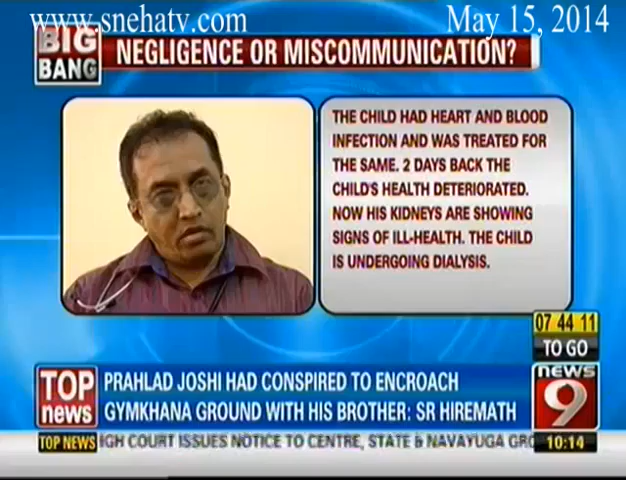 www.snehatv.com
May 15, 2014
BIG
BANG
NEGLIGENCE OR MISCOMMUNICATION?
THE CHILD HAD HEART AND BLOOD
INFECTION AND WAS TREATED FOR
THE SAME. 2 DAYS BACK THE
CHILD'S HEALTH DETERIORATED.
NOW HIS KIDNEYS ARE SHOWING
SIGNS OF ILL-HEALTH. THE CHILD
IS UNDERGOING DIALYSIS.
07 44 11
TO GO
TOP
news
PRAHLAD JOSHI HAD CONSPIRED TO ENCROACH
GYMKHANA GROUND WITH HIS BROTHER: SR HIREMATH
NEWS
9
TOP NEWS
IGH COURT ISSUES NOTICE TO CENTRE, STATE & NAVAYUGA GRO
10:14